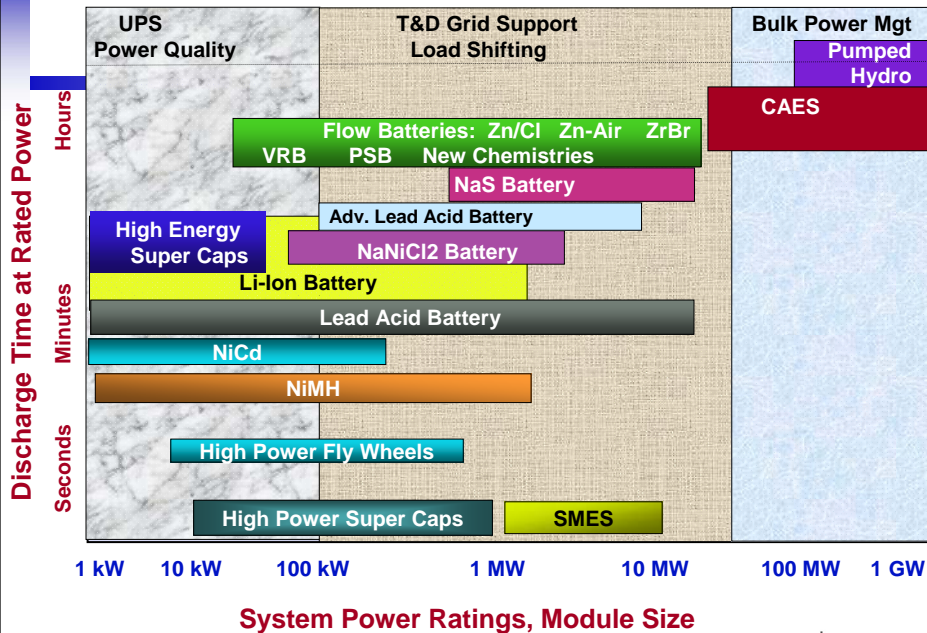 UPS
Power Quality
T&D Grid Support
Load Shifting
Bulk Power Mgt
Pumped
Hydro
CAES
Flow Batteries: Zn/Cl Zn-Air ZrBr
VRB PSB New Chemistries
NaS Battery
Adv. Lead Acid Battery
High Energy
Super Caps
NaNiCl2 Battery
Li-Ion Battery
Lead Acid Battery
NiCd
NiMH
High Power Fly Wheels
High Power Super Caps
SMES
Discharge Time at Rated Power
Hours
Minutes
Seconds
1 kW 10 kW 100 kW 1 MW 10 MW 100 MW 1 GW
System Power Ratings, Module Size